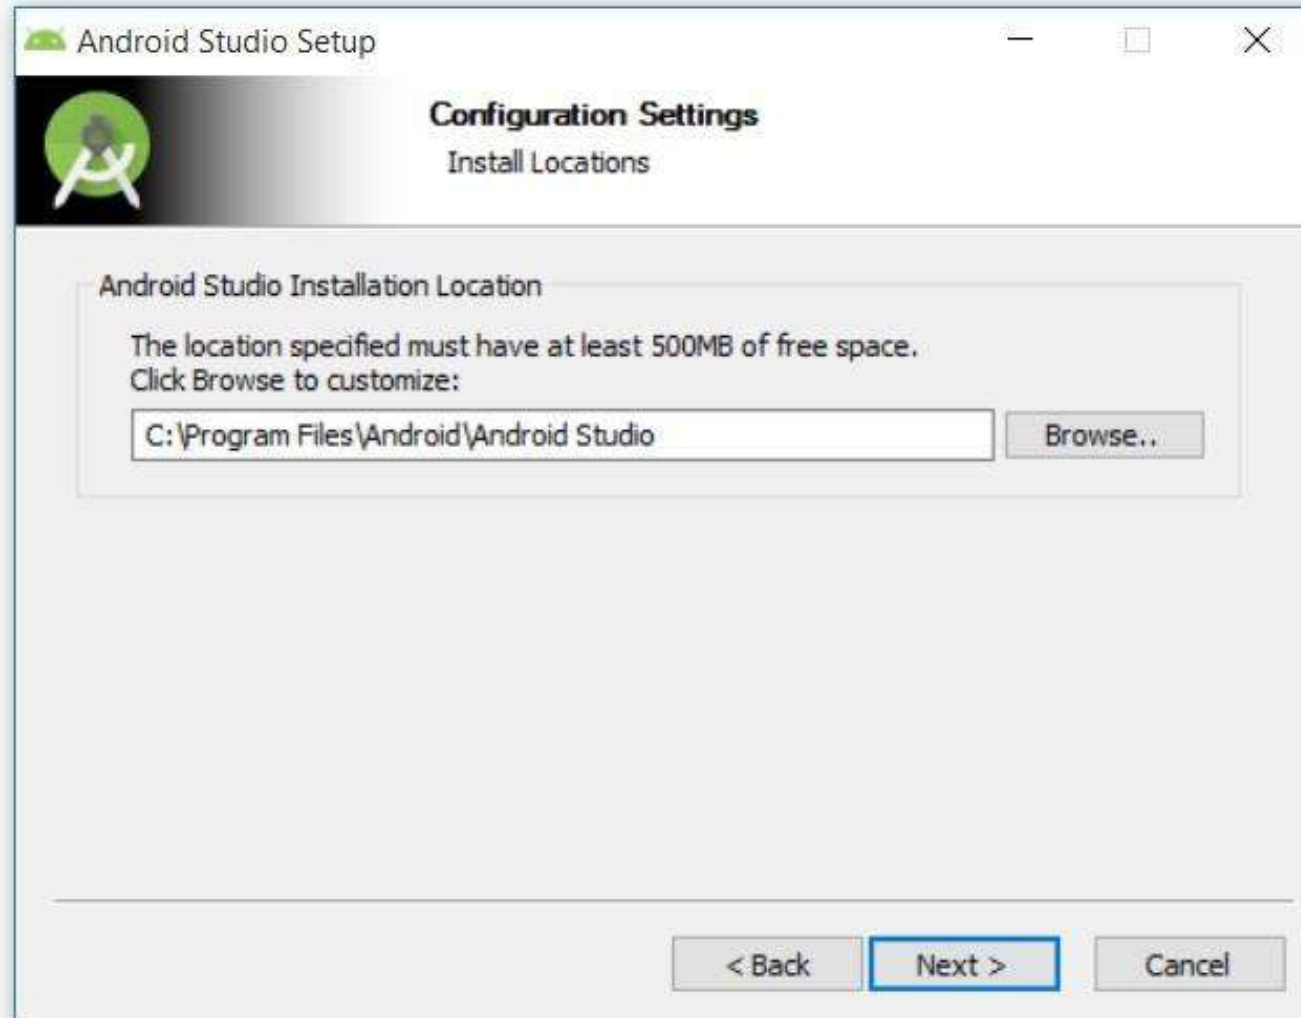 Android Studio Setup
Configuration Settings
Install Locations
Android Studio Installation Location
The location specified must have at least 500MB of free space.
Click Browse to customize:
C:\Program Files\Android\Android Studio
Browse..
< Back
Next >
Cancel